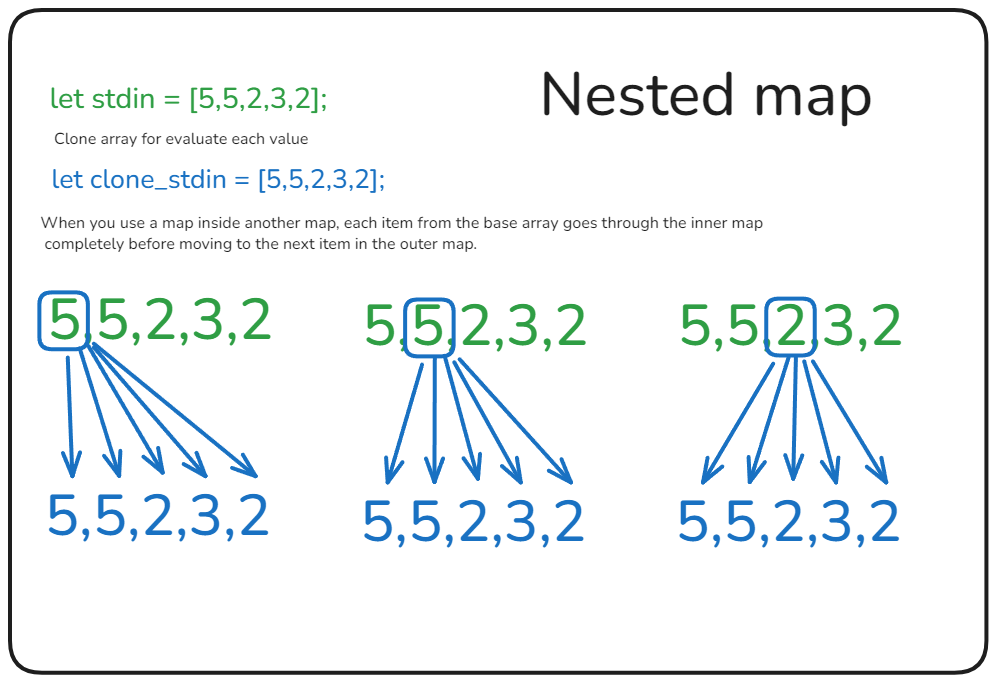 Nested map
let stdin = [5,5,2,3,2];
Clone array for evaluate each value
let clone_stdin = [5,5,2,3,2];
When you use a map inside another map, each item from the base array goes through the inner map
completely before moving to the next item in the outer map.
5,5,2,3,2
5,5,2,3,2
5,5,2,3,2
5,5,2,3,2
5,5,2,3,2
5,5,2,3,2